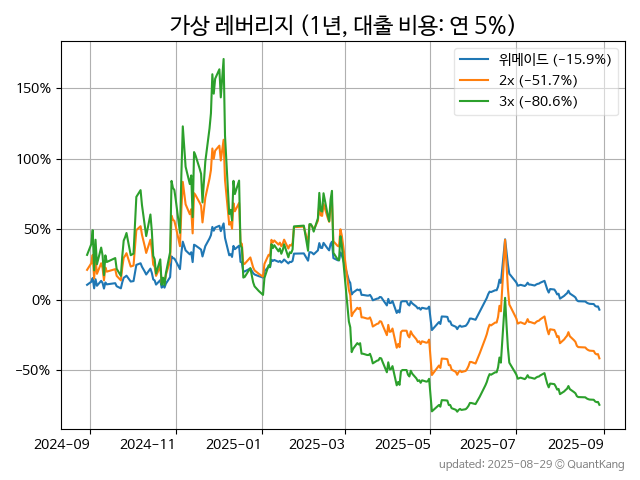 가상 레버리지 (1년, 대출 비용: 연 5%)
위메이드 (-15.9%)
2x (-51.7%)
3x (-80.6%)
150%
100%
50%
0%
-50%
2024-09 2024-11 2025-01 2025-03 2025-05 2025-07 2025-09
updated: 2025-08-29 © QuantKang